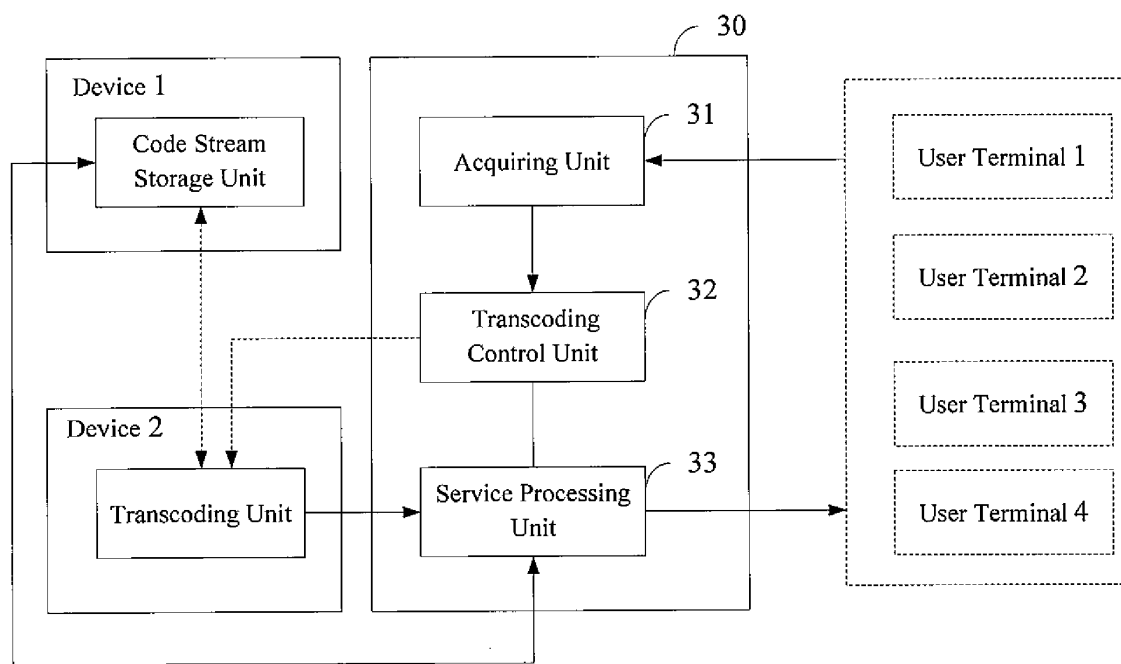 30
Device 1
Code Stream
Storage Unit
31
Acquiring Unit
User Terminal 1
User Terminal 2
32
Transcoding
Control Unit
User Terminal 3
Device 2
33
Transcoding Unit
Service Processing
Unit
User Terminal 4